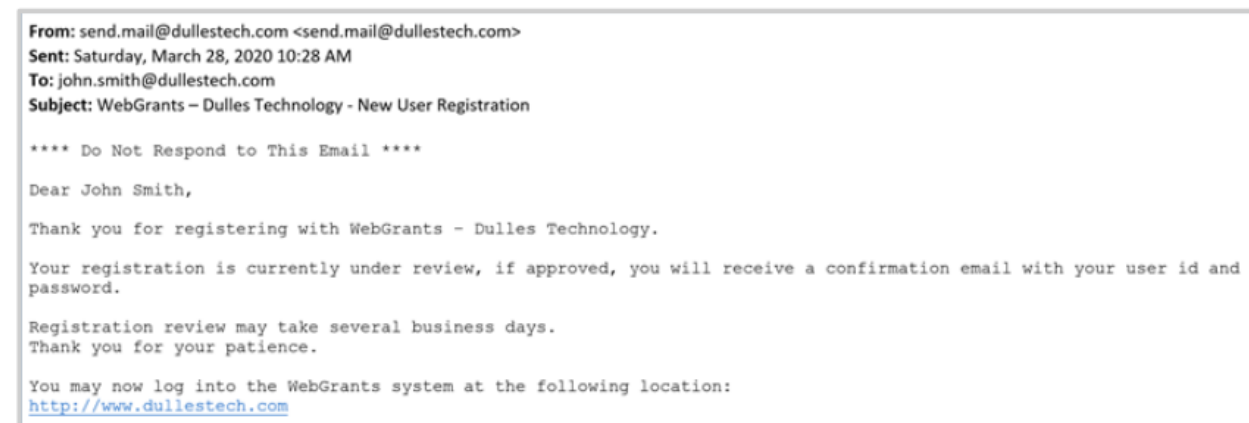 From: send.mail@dullestech.com <send.mail@dullestech.com>
Sent: Saturday, March 28, 2020 10:28 AM
To: john.smith@dullestech.com
Subject: WebGrants – Dulles Technology - New User Registration
**** Do Not Respond to This Email ****
Dear John Smith,
Thank you for registering with WebGrants - Dulles Technology.
Your registration is currently under review, if approved, you will receive a confirmation email with your user id and
password.
Registration review may take several business days.
Thank you for your patience.
You may now log into the WebGrants system at the following location:
http://www.dullestech.com